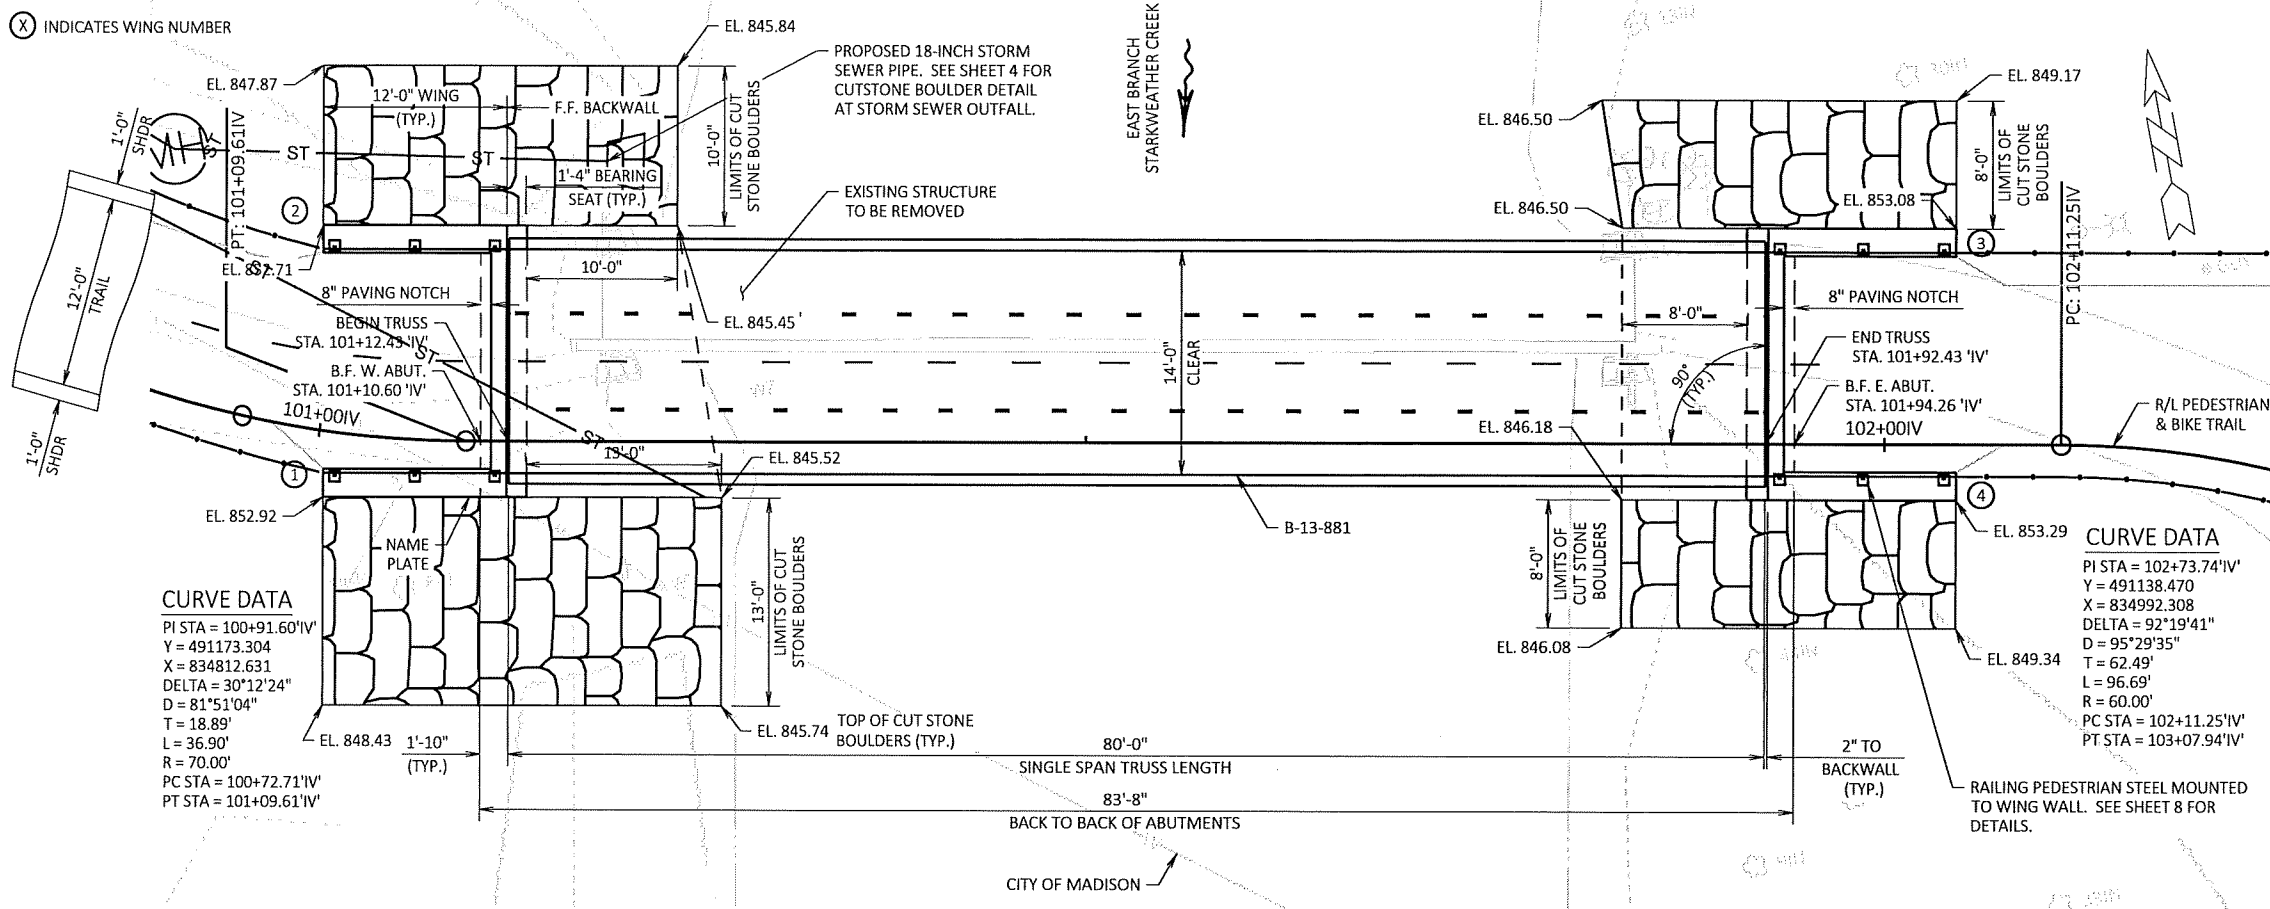 X INDICATES WING NUMBER
EL. 845.84
PROPOSED 18-INCH STORM
SEWER PIPE. SEE SHEET 4 FOR
CUTSTONE BOULDER DETAIL
AT STORM SEWER OUTFALL.
EAST BRANCH
STARKWEATHER CREEK
EL. 849.17
EL. 847.87
12'-0" WING
(TYP.)
F.F. BACKWALL
10'-0"
LIMITS OF CUT
STONE BOULDERS
EL. 846.50
8'-0"
LIMITS OF
CUT STONE
BOULDERS
1'-0"
SHDR
ST
PT: 101+09.61IV
ST
ST
1'-4" BEARING
SEAT (TYP.)
EXISTING STRUCTURE
TO BE REMOVED
EL. 846.50
EL. 853.08
2
3
PC: 102+11.25IV
12'-0"
TRAIL
ST
10'-0"
8" PAVING NOTCH
8" PAVING NOTCH
BEGIN TRUSS
STA. 101+12.43 'IV'
EL. 845.45
8'-0"
END TRUSS
STA. 101+92.43 'IV'
ST
14'-0"
CLEAR
90°
(TYP.)
B.F. W. ABUT.
STA. 101+10.60 'IV'
B.F. E. ABUT.
STA. 101+94.26 'IV'
101+00IV
102+00IV
R/L PEDESTRIAN
& BIKE TRAIL
EL. 846.18
1'-0"
SHDR
ST
13'-0"
EL. 845.52
1
4
EL. 852.92
B-13-881
EL. 853.29
NAME
PLATE
13'-0"
LIMITS OF CUT
STONE BOULDERS
8'-0"
LIMITS OF
CUT STONE
BOULDERS
CURVE DATA
PI STA = 102+73.74'IV'
Y = 491138.470
X = 834992.308
DELTA = 92°19'41"
D = 95°29'35"
T = 62.49'
L = 96.69'
R = 60.00'
PC STA = 102+11.25'IV'
PT STA = 103+07.94'IV'
CURVE DATA
PI STA = 100+91.60'IV'
Y = 491173.304
X = 834812.631
DELTA = 30°12'24"
D = 81°51'04"
T = 18.89'
L = 36.90'
R = 70.00'
PC STA = 100+72.71'IV'
PT STA = 101+09.61'IV'
EL. 846.08
EL. 849.34
EL. 848.43
EL. 845.74
TOP OF CUT STONE
BOULDERS (TYP.)
1'-10"
(TYP.)
80'-0"
SINGLE SPAN TRUSS LENGTH
2" TO
BACKWALL
(TYP.)
83'-8"
BACK TO BACK OF ABUTMENTS
RAILING PEDESTRIAN STEEL MOUNTED
TO WING WALL. SEE SHEET 8 FOR
DETAILS.
CITY OF MADISON